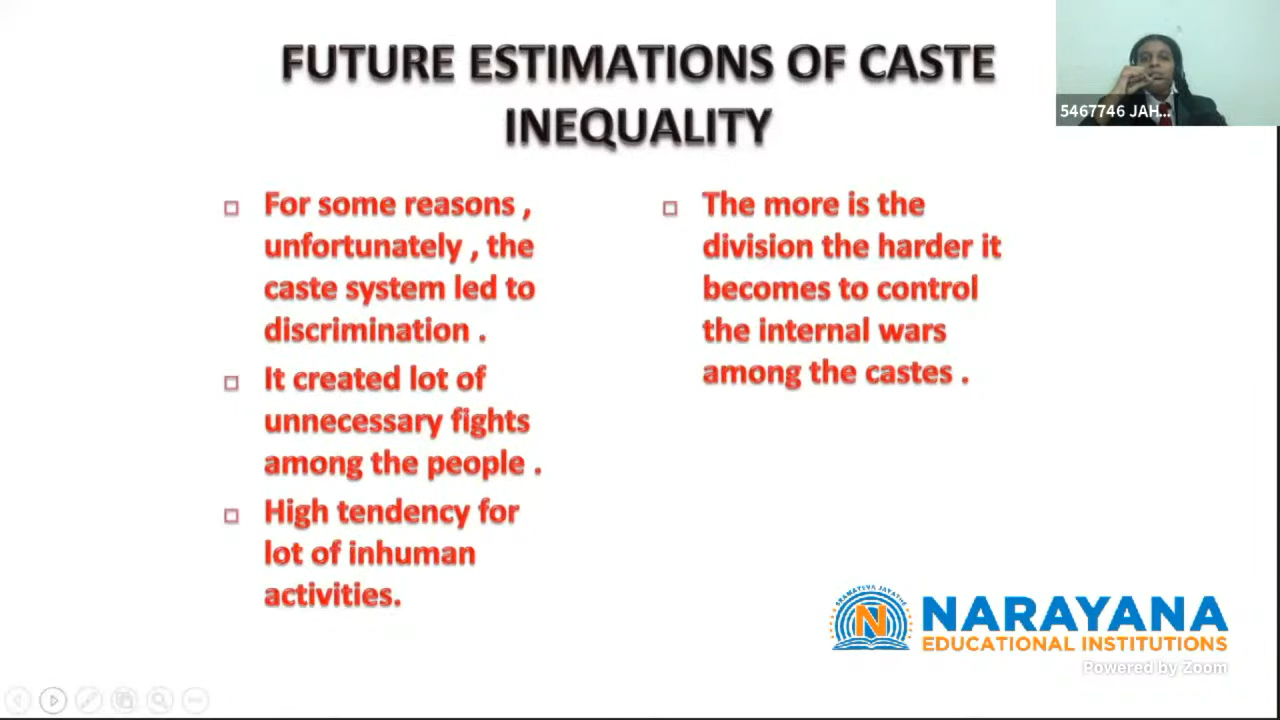 FUTURE ESTIMATIONS OF CASTE
INEQUALITY
5467746 JAH...
For some reasons ,
unfortunately , the
caste system led to
discrimination .
It created lot of
unnecessary fights
among the people .
High tendency for
lot of inhuman
activities.
The more is the
division the harder it
becomes to control
the internal wars
among the castes .
SRAMAYEVA JAYATHE
N
NARAYANA
EDUCATIONAL INSTITUTIONS
Powered by Zoom